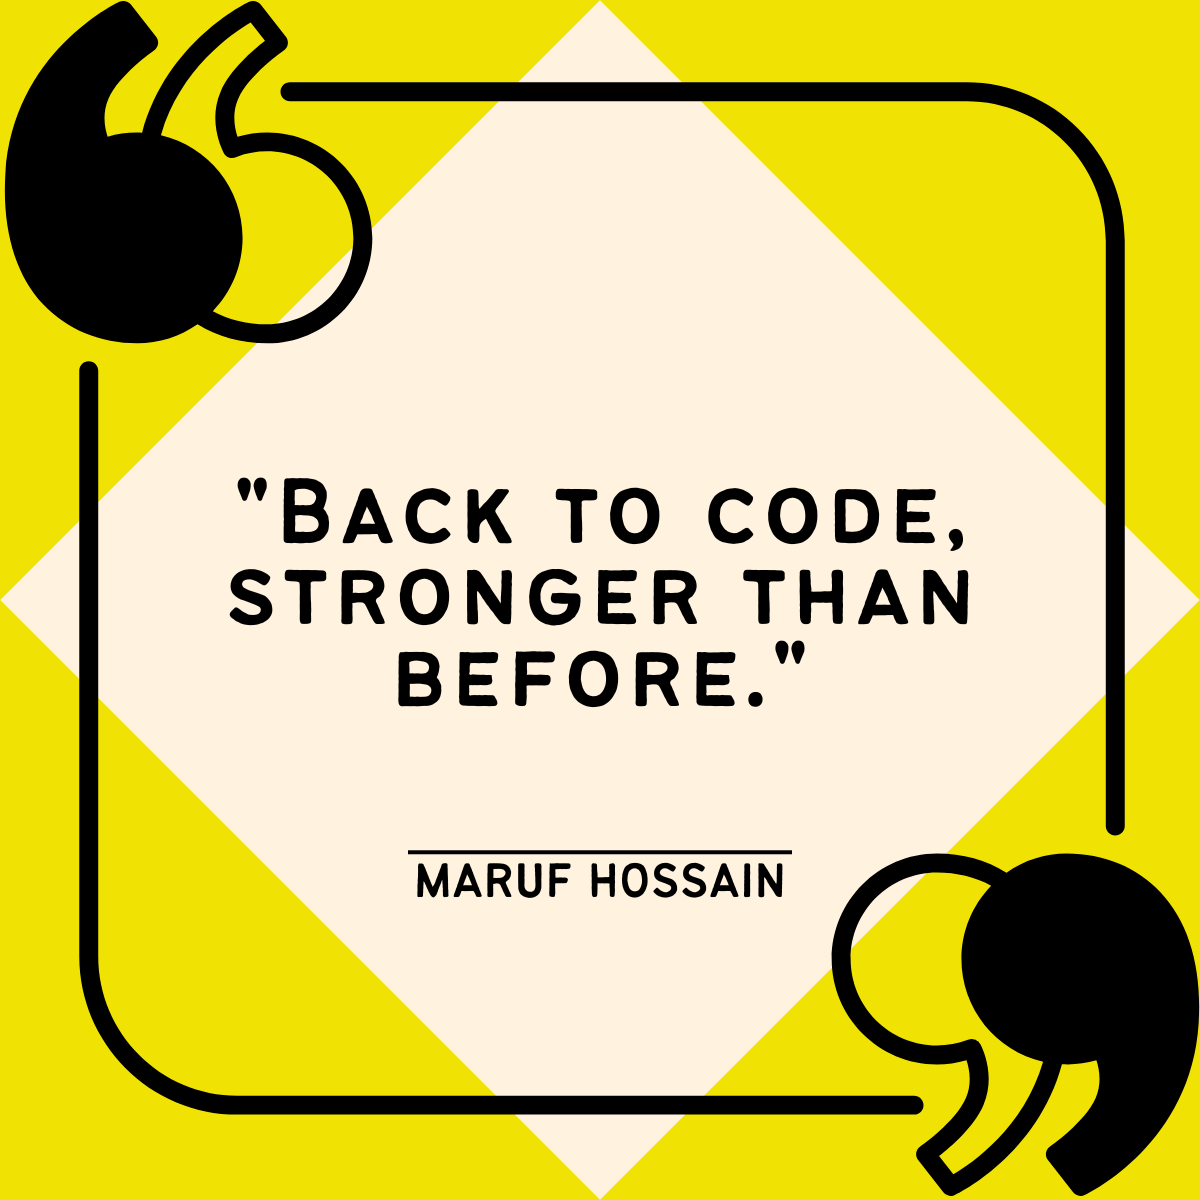 "Back to code,
stronger than
before."
Maruf Hossain